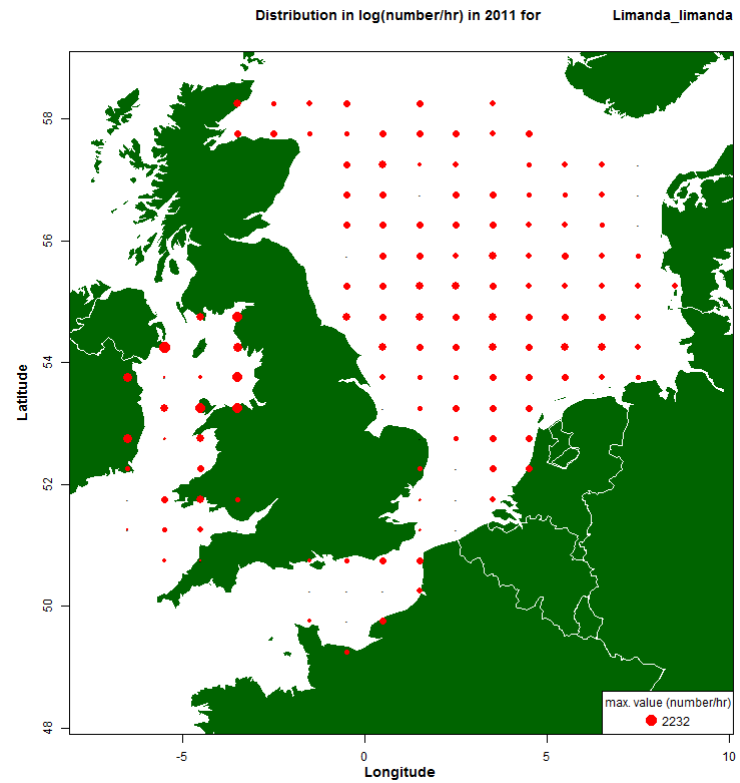 Distribution in log(number/hr) in 2011 for Limanda_limanda
58
56
54
52
50
48
Latitude
-5 0 5 10
Longitude
max. value (number/hr)
2232